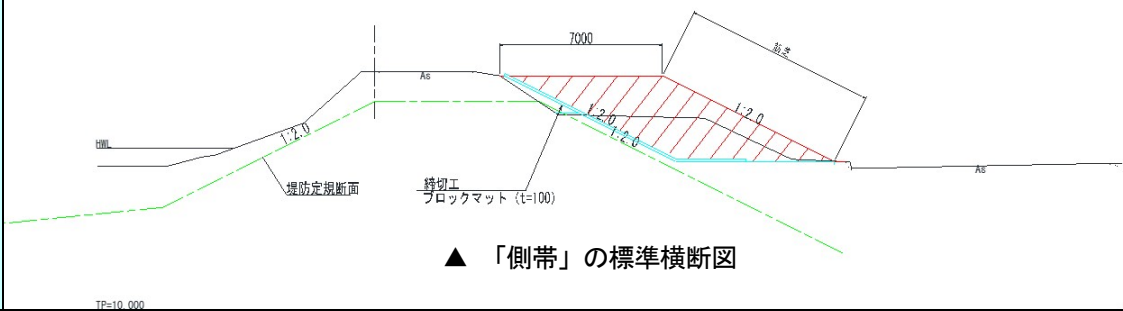 7000
筋芝
As
1:2.0
1:2.0
1:2.0
1:2.0
HWL
As
堤防定規断面
締切工
ブロックマット (t=100)
▲ 「側帯」の標準横断図
TP=10.000